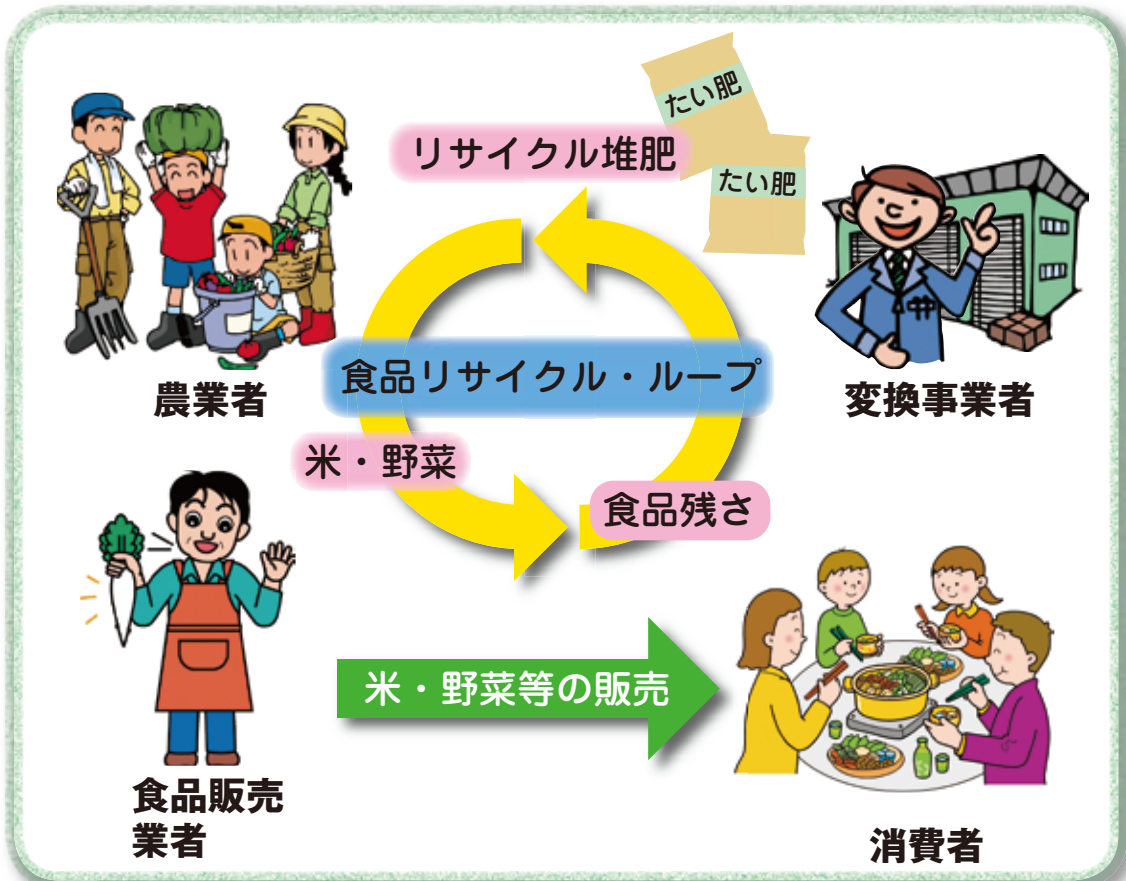 たい肥
リサイクル堆肥
たい肥
農業者
食品リサイクル・ループ
変換事業者
米・野菜
食品残さ
米・野菜等の販売
食品販売
業者
消費者